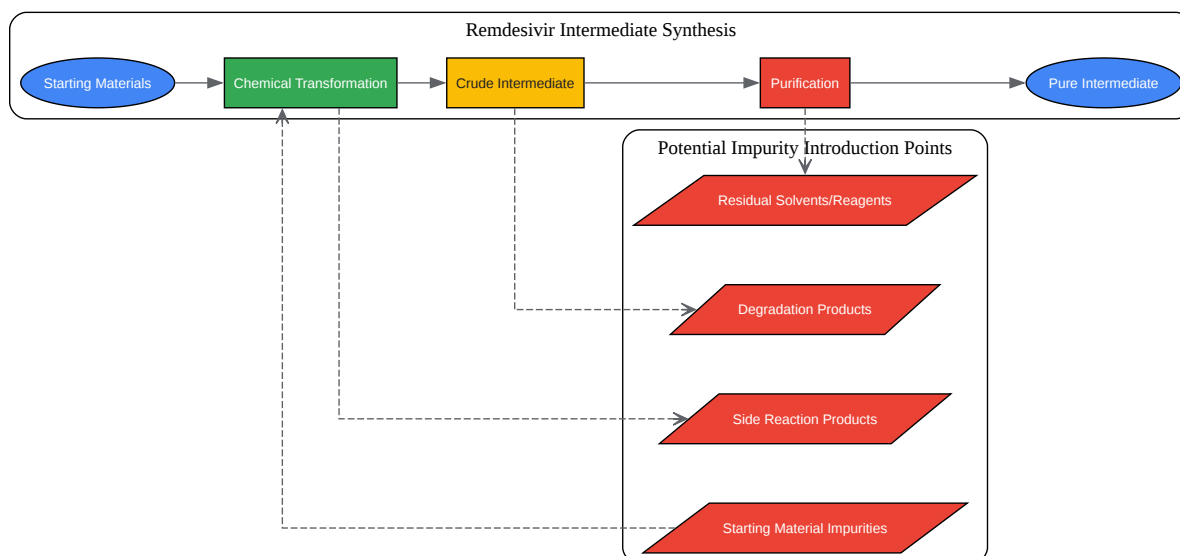 Remdesivir Intermediate Synthesis
Starting Materials
Chemical Transformation
Crude Intermediate
Purification
Pure Intermediate
Potential Impurity Introduction Points
Residual Solvents/Reagents
Degradation Products
Side Reaction Products
Starting Material Impurities